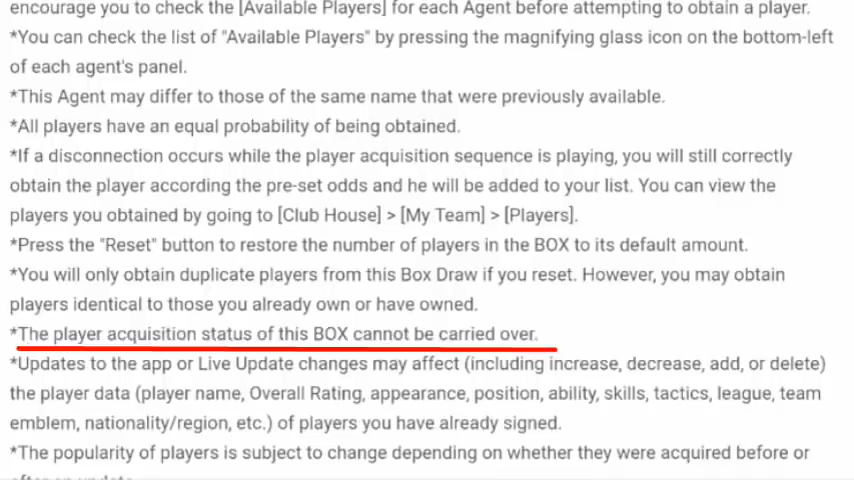 encourage you to check the [Available Players] for each Agent before attempting to obtain a player.
*You can check the list of "Available Players" by pressing the magnifying glass icon on the bottom-left
of each agent's panel.
*This Agent may differ to those of the same name that were previously available.
*All players have an equal probability of being obtained.
*If a disconnection occurs while the player acquisition sequence is playing, you will still correctly
obtain the player according the pre-set odds and he will be added to your list. You can view the
players you obtained by going to [Club House] > [My Team] > [Players].
*Press the "Reset" button to restore the number of players in the BOX to its default amount.
*You will only obtain duplicate players from this Box Draw if you reset. However, you may obtain
players identical to those you already own or have owned.
*The player acquisition status of this BOX cannot be carried over.
*Updates to the app or Live Update changes may affect (including increase, decrease, add, or delete)
the player data (player name, Overall Rating, appearance, position, ability, skills, tactics, league, team
emblem, nationality/region, etc.) of players you have already signed.
*The popularity of players is subject to change depending on whether they were acquired before or